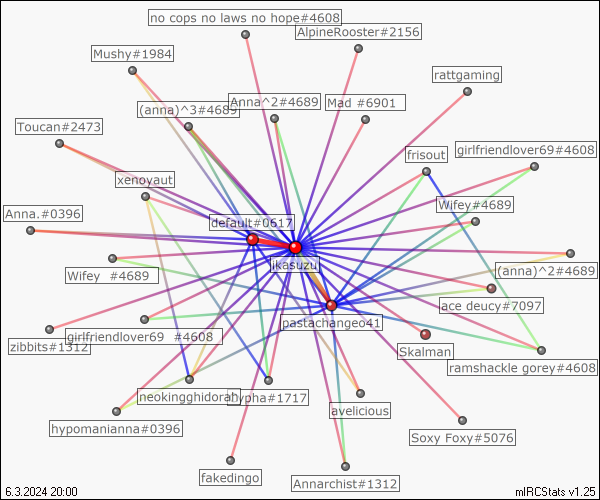 no cops no laws no hope#4608
AlpineRooster#2156
Mushy#1984
rattgaming
(anna)^3#4689
Anna^2#4689
Mad #6901
Toucan#2473
frisout
girlfriendlover69#4608
xenoyaut
Anna.#0396
Wifey#4689
default#0617
jkasuzu
Wifey #4689
(anna)^2#4689
ace deucy#7097
pastachangeo41
girlfriendlover69 #4608
zibbits#1312
Skalman
ramshackle gorey#4608
neokingghidorah
hypha#1717
avelicious
hypomanianna#0396
Soxy Foxy#5076
fakedingo
Annarchist#1312
6.3.2024 20:00
mIRCStats v1.25